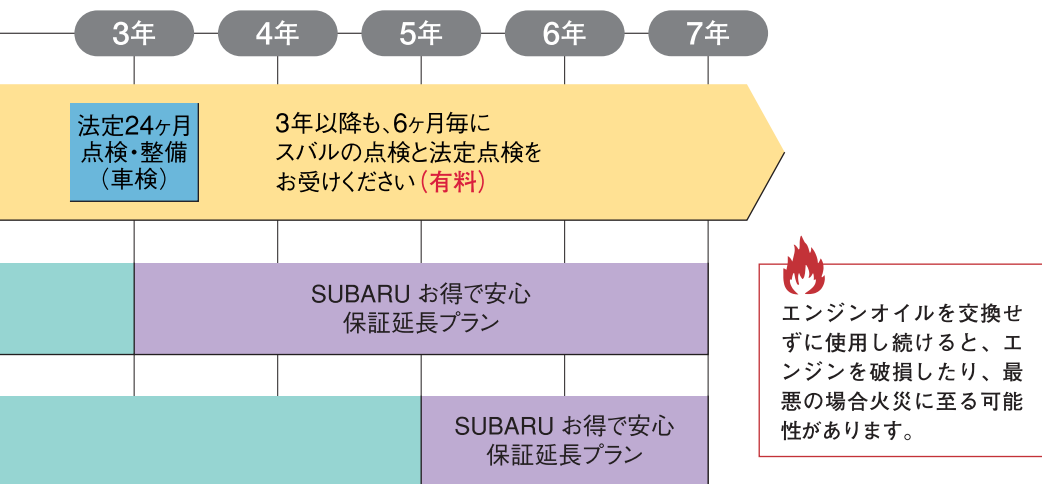 3年 4年 5年 6年 7年
法定24ヶ月
点検・整備
(車検)
3年以降も、6ヶ月毎に
スバルの点検と法定点検を
お受けください(有料)
SUBARU お得で安心
保証延長プラン
エンジンオイルを交換せ
ずに使用し続けると、エ
ンジンを破損したり、最
悪の場合火災に至る可能
性があります。
SUBARU お得で安心
保証延長プラン